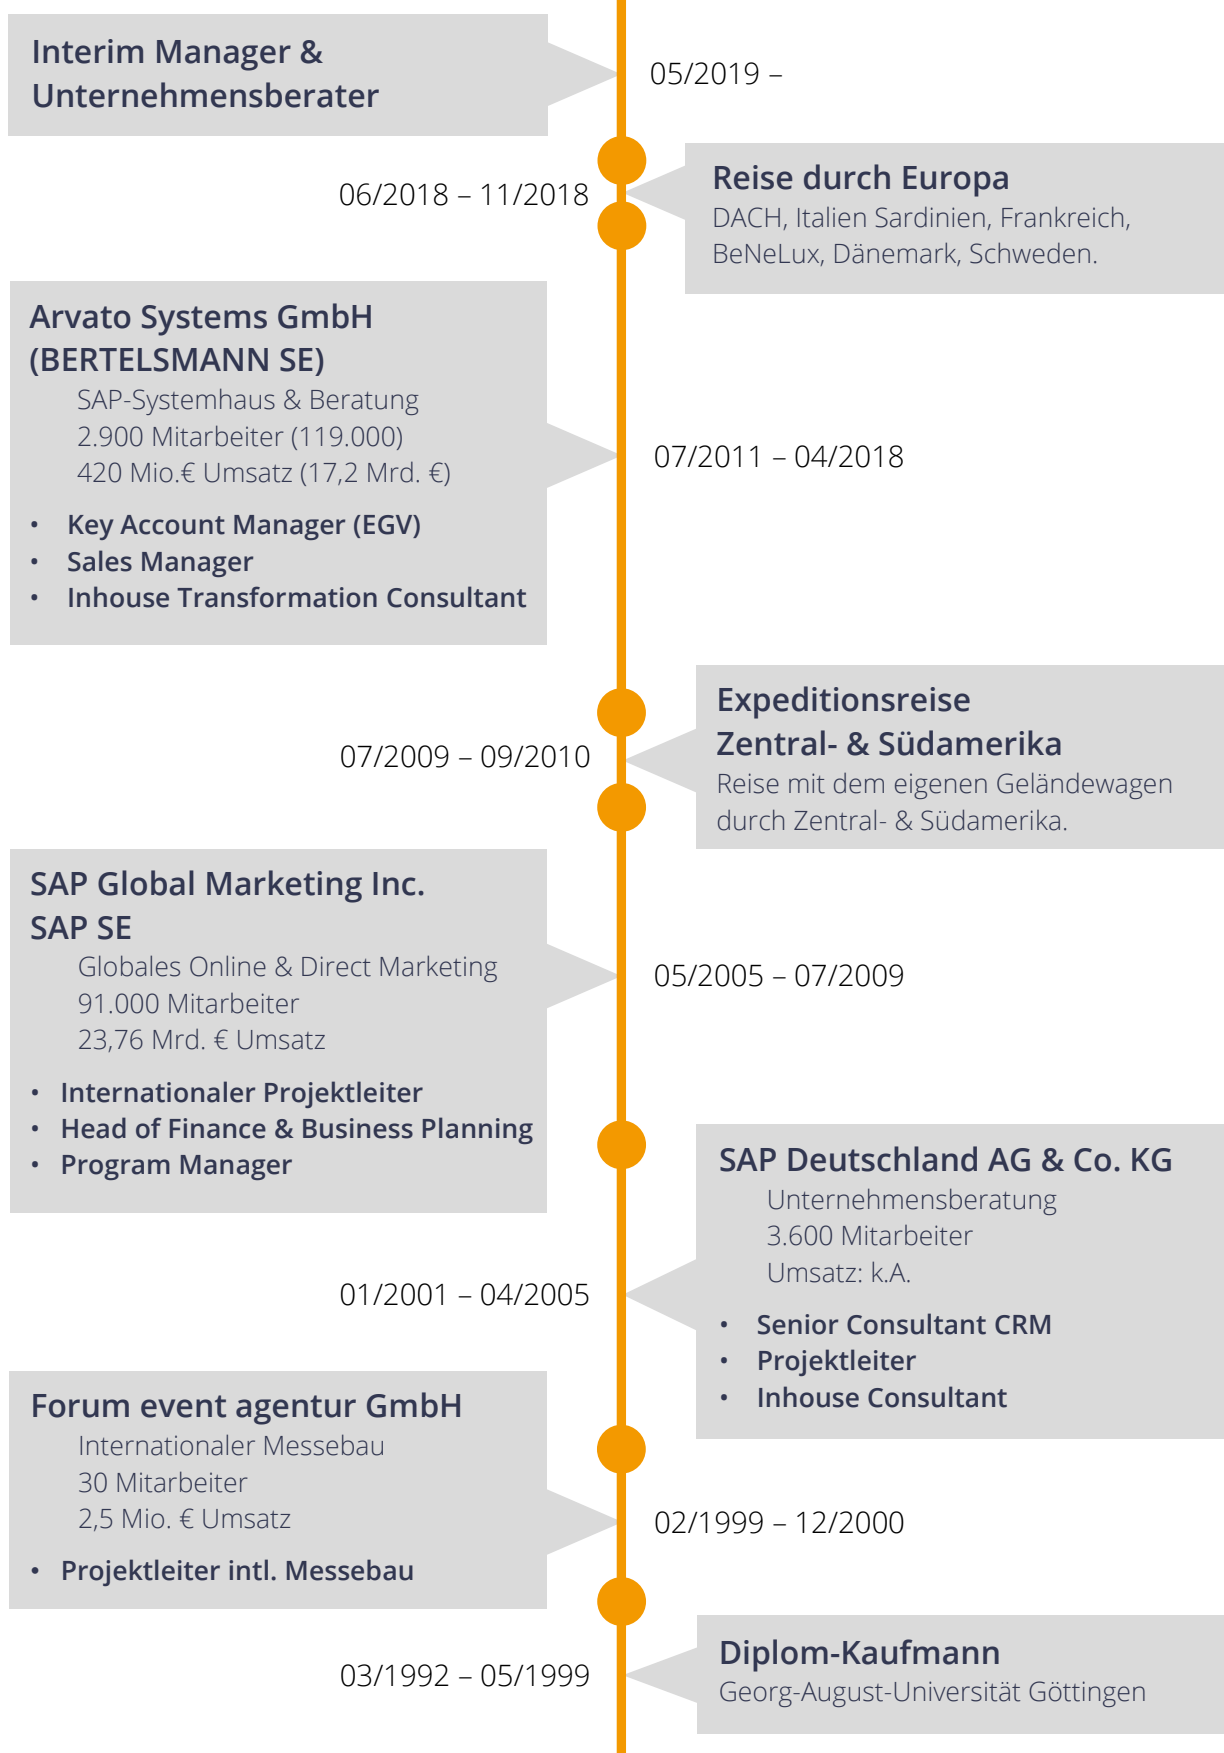 Interim Manager &
Unternehmensberater
05/2019 –
06/2018 – 11/2018
Reise durch Europa
DACH, Italien Sardinien, Frankreich,
BeNeLux, Dänemark, Schweden.
Arvato Systems GmbH
(BERTELSMANN SE)
SAP-Systemhaus & Beratung
2.900 Mitarbeiter (119.000)
420 Mio.€ Umsatz (17,2 Mrd. €)
• Key Account Manager (EGV)
• Sales Manager
• Inhouse Transformation Consultant
07/2011 – 04/2018
07/2009 – 09/2010
Expeditionsreise
Zentral- & Südamerika
Reise mit dem eigenen Geländewagen
durch Zentral- & Südamerika.
SAP Global Marketing Inc.
SAP SE
Globales Online & Direct Marketing
91.000 Mitarbeiter
23,76 Mrd. € Umsatz
• Internationaler Projektleiter
• Head of Finance & Business Planning
• Program Manager
05/2005 – 07/2009
01/2001 – 04/2005
SAP Deutschland AG & Co. KG
Unternehmensberatung
3.600 Mitarbeiter
Umsatz: k.A.
• Senior Consultant CRM
• Projektleiter
• Inhouse Consultant
Forum event agentur GmbH
Internationaler Messebau
30 Mitarbeiter
2,5 Mio. € Umsatz
• Projektleiter intl. Messebau
02/1999 – 12/2000
03/1992 – 05/1999
Diplom-Kaufmann
Georg-August-Universität Göttingen